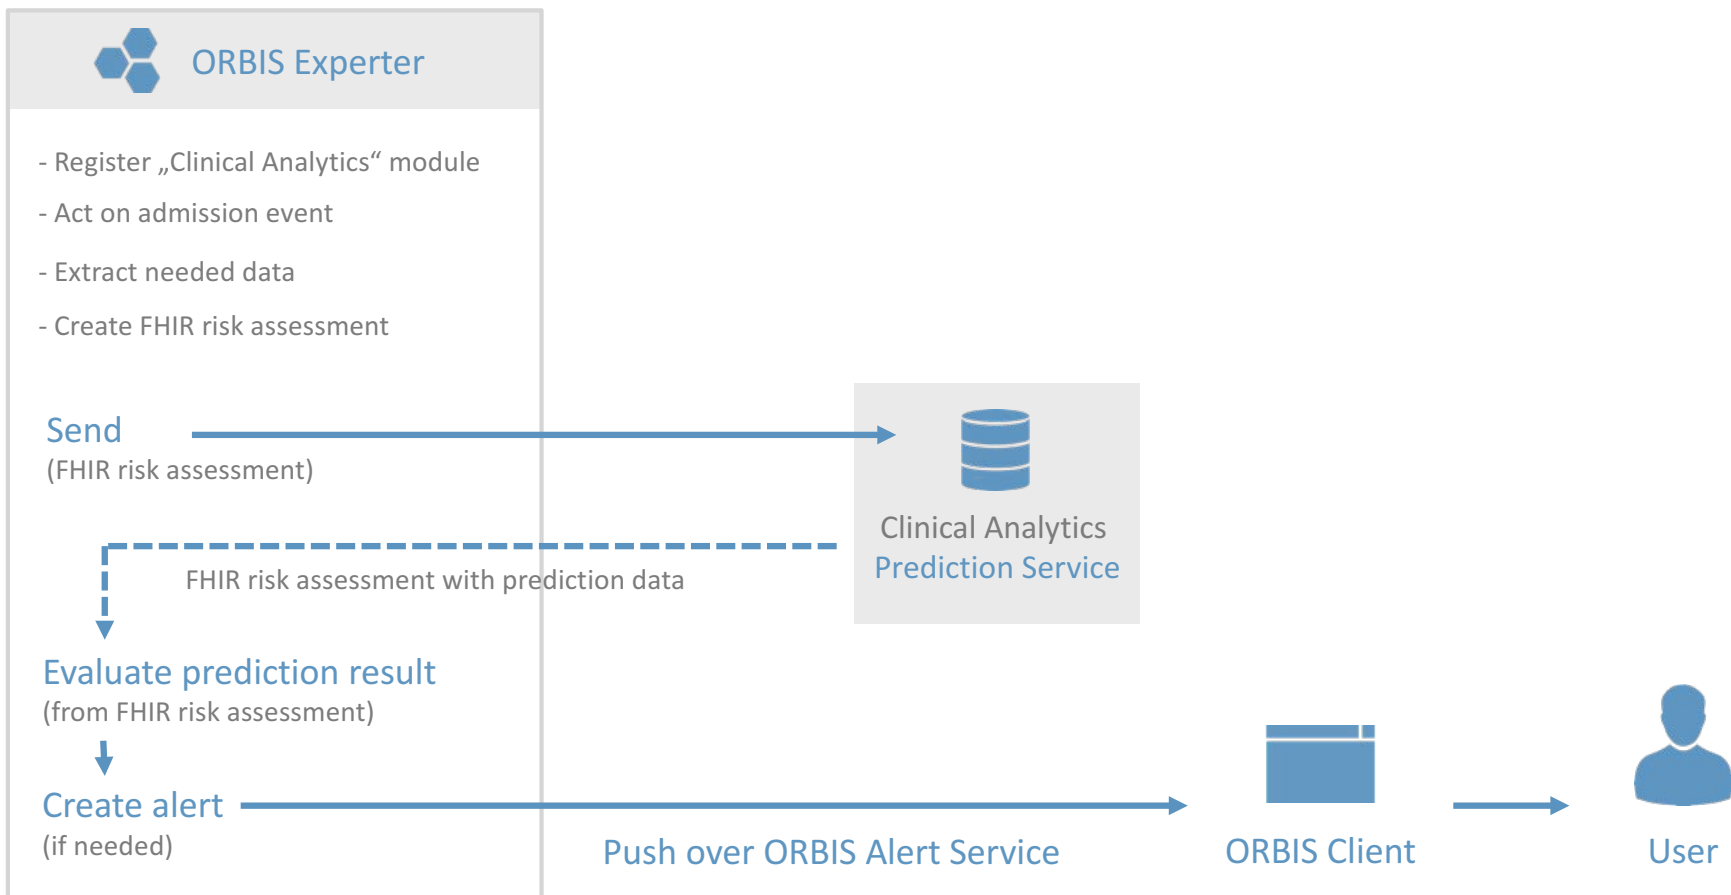 ORBIS Experter
- Register „Clinical Analytics“ module
- Act on admission event
- Extract needed data
- Create FHIR risk assessment
Send
(FHIR risk assessment)
Clinical Analytics
Prediction Service
FHIR risk assessment with prediction data
Evaluate prediction result
(from FHIR risk assessment)
Create alert
(if needed)
Push over ORBIS Alert Service
ORBIS Client
User